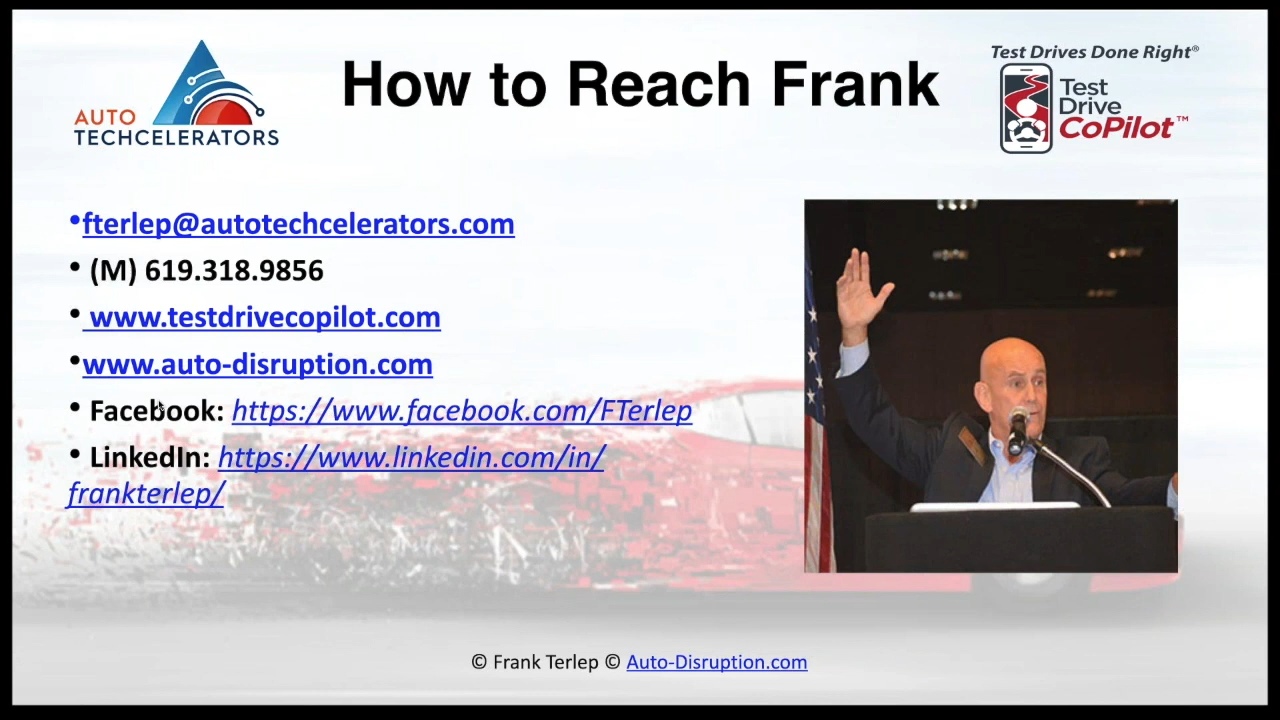 AUTO
TECHCELERATORS
How to Reach Frank
Test Drives Done Right®
Test
Drive
CoPilot™
•fterlep@autotechcelerators.com
• (M) 619.318.9856
• www.testdrivecopilot.com
•www.auto-disruption.com
• Facebook: https://www.facebook.com/FTerlep
• LinkedIn: https://www.linkedin.com/in/
frankterlep/
© Frank Terlep © Auto-Disruption.com